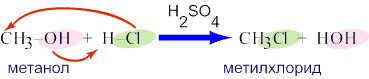 H₂SO₄
CH₃–OH + H–Cl → CH₃Cl + HOH
метанол метилхлорид